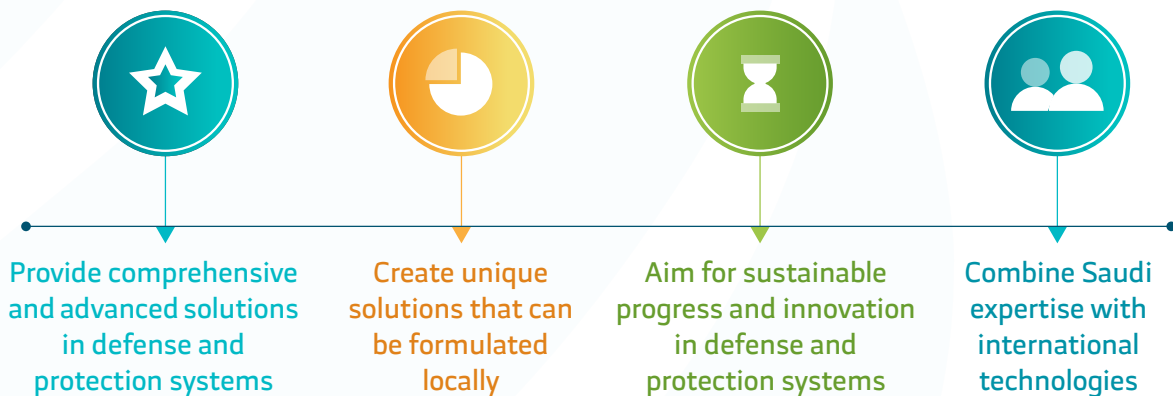 Provide comprehensive
and advanced solutions
in defense and
protection systems
Create unique
solutions that can
be formulated
locally
Aim for sustainable
progress and innovation
in defense and
protection systems
Combine Saudi
expertise with
international
technologies